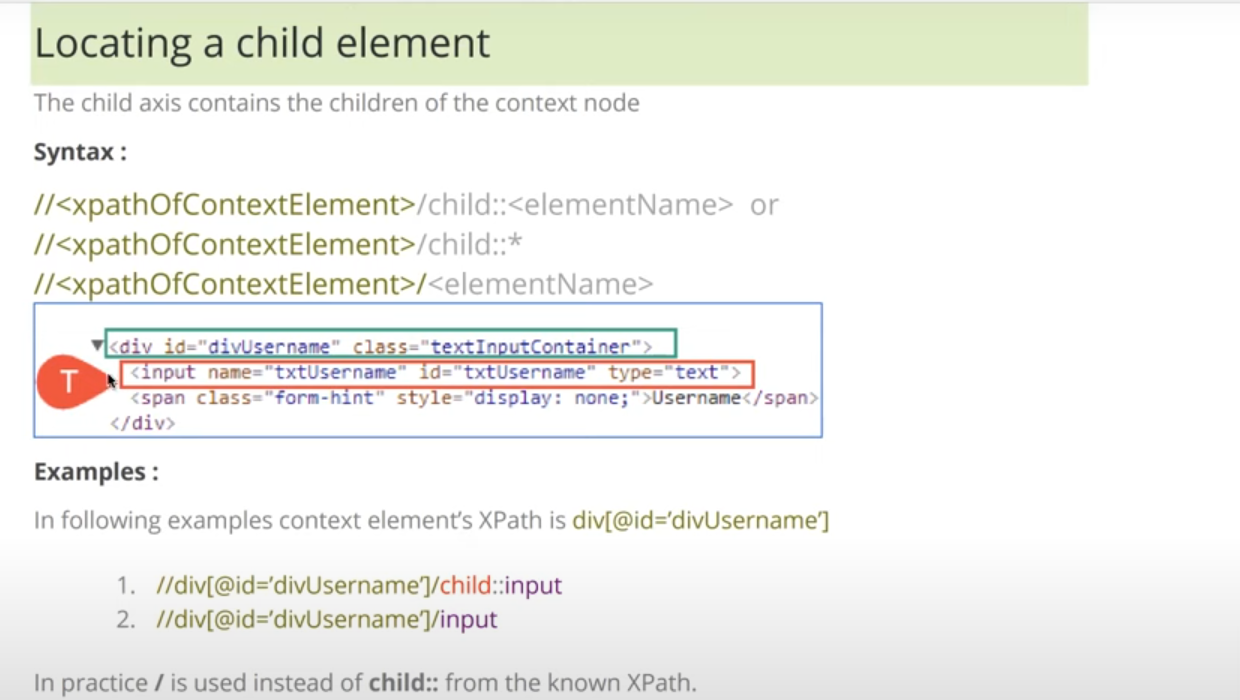 Locating a child element
The child axis contains the children of the context node
Syntax :
//<xpathOfContextElement>/child::<elementName> or
//<xpathOfContextElement>/child::*
//<xpathOfContextElement>/<elementName>
▼<div id="divUsername" class="textInputContainer">
T
<input name="txtUsername" id="txtUsername" type="text">
<span class="form-hint" style="display: none;">Username</span>
</div>
Examples :
In following examples context element’s XPath is div[@id=’divUsername’]
1. //div[@id=’divUsername’]/child::input
2. //div[@id=’divUsername’]/input
In practice / is used instead of child:: from the known XPath.